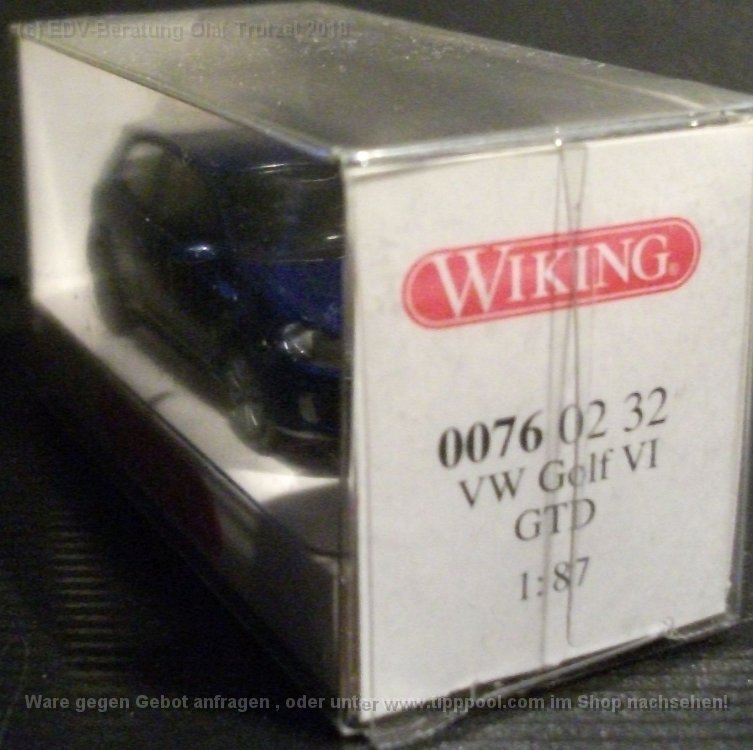 (c) EDV-Beratung Olaf Trutzel 2018
WIKING®
0076 02 32
VW Golf VI
GTD
1:87
Ware gegen Gebot anfragen , oder unter www.tipppool.com im Shop nachsehen!